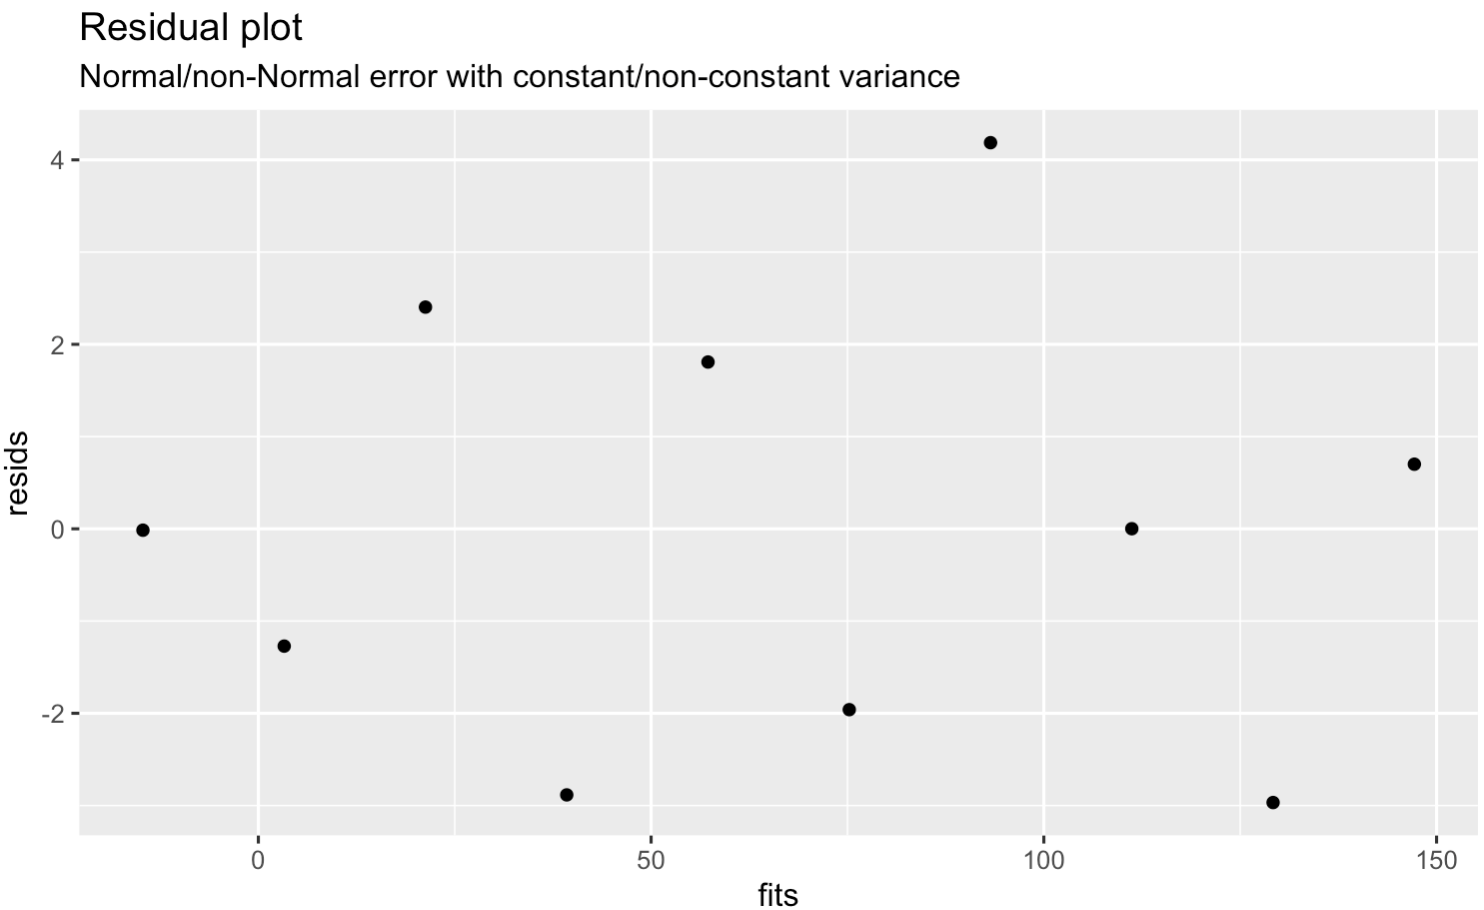 Residual plot
Normal/non-Normal error with constant/non-constant variance
4
2
0
-2
resids
0
50
100
150
fits